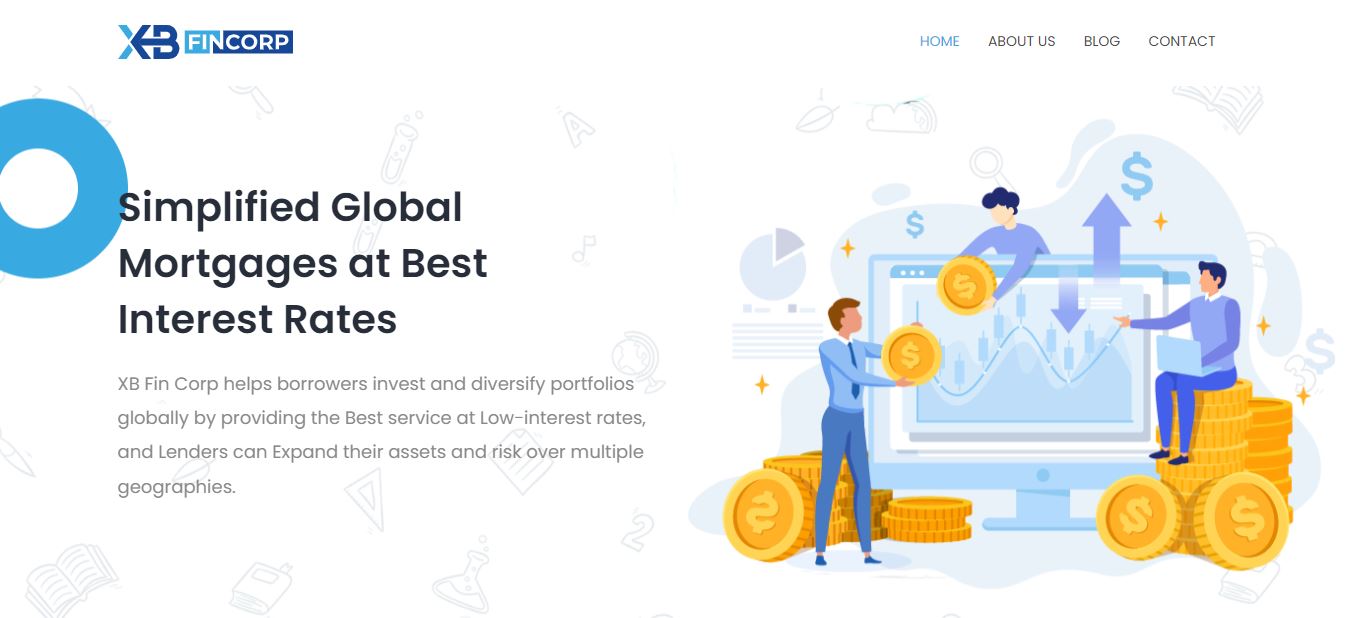 XB FINCORP
HOME ABOUT US BLOG CONTACT
Simplified Global
Mortgages at Best
Interest Rates
XB Fin Corp helps borrowers invest and diversify portfolios
globally by providing the Best service at Low-interest rates,
and Lenders can Expand their assets and risk over multiple
geographies.
A
$
$
$
$
$
$
$
$
$
3
2